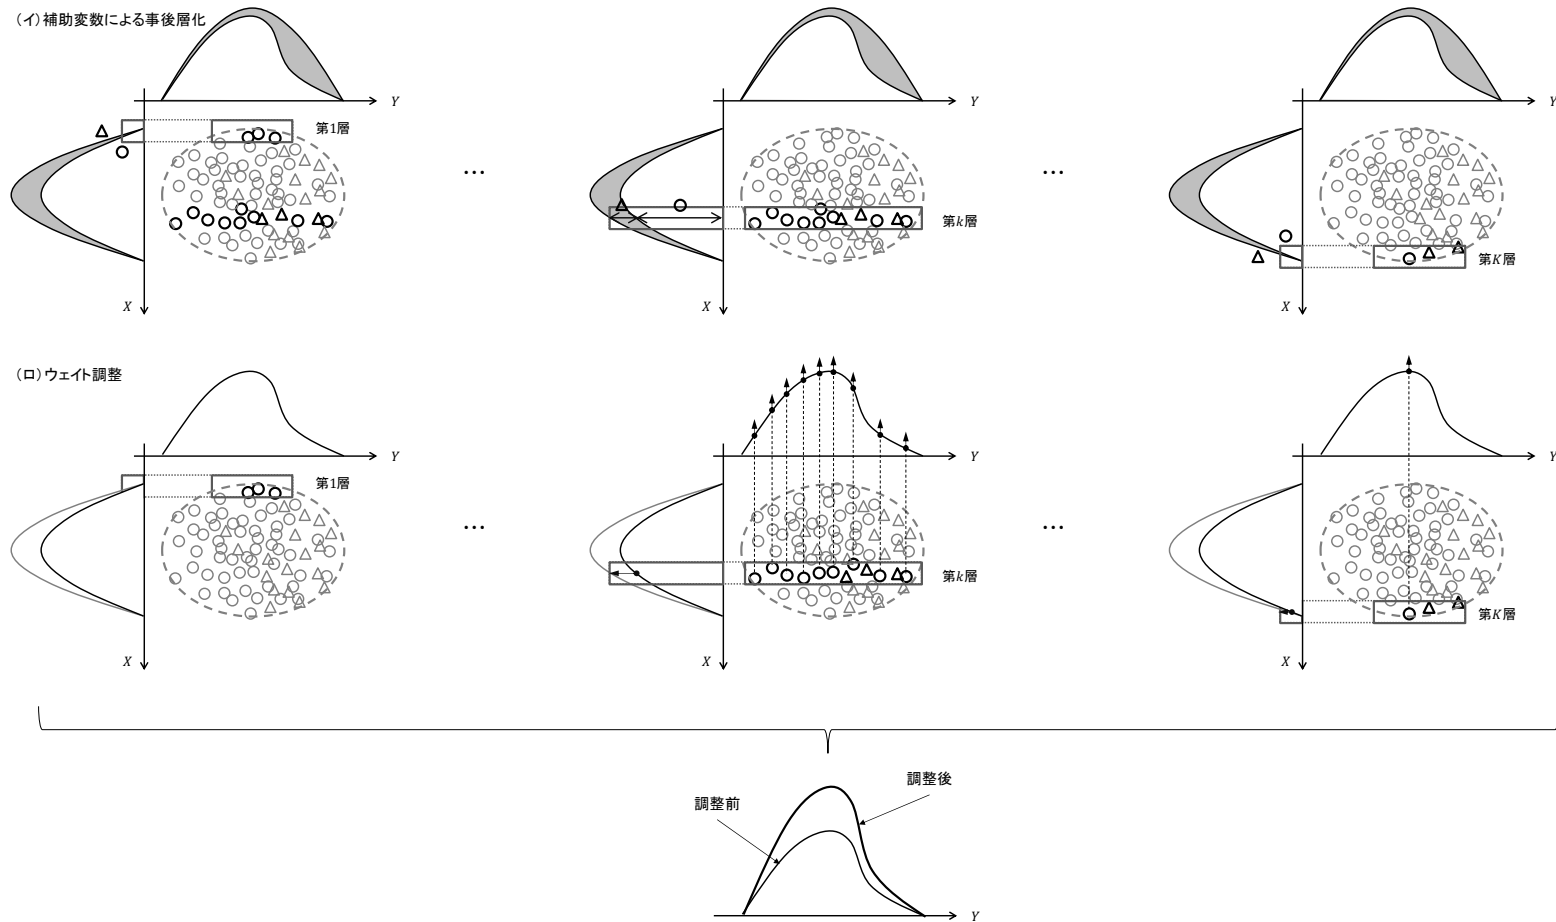 (イ)補助変数による事後層化
Y
Y
Y
第1層
…
…
第k層
第K層
X
X
X
(ロ)ウェイト調整
Y
Y
Y
第1層
…
…
第k層
第K層
X
X
X
調整後
調整前
Y